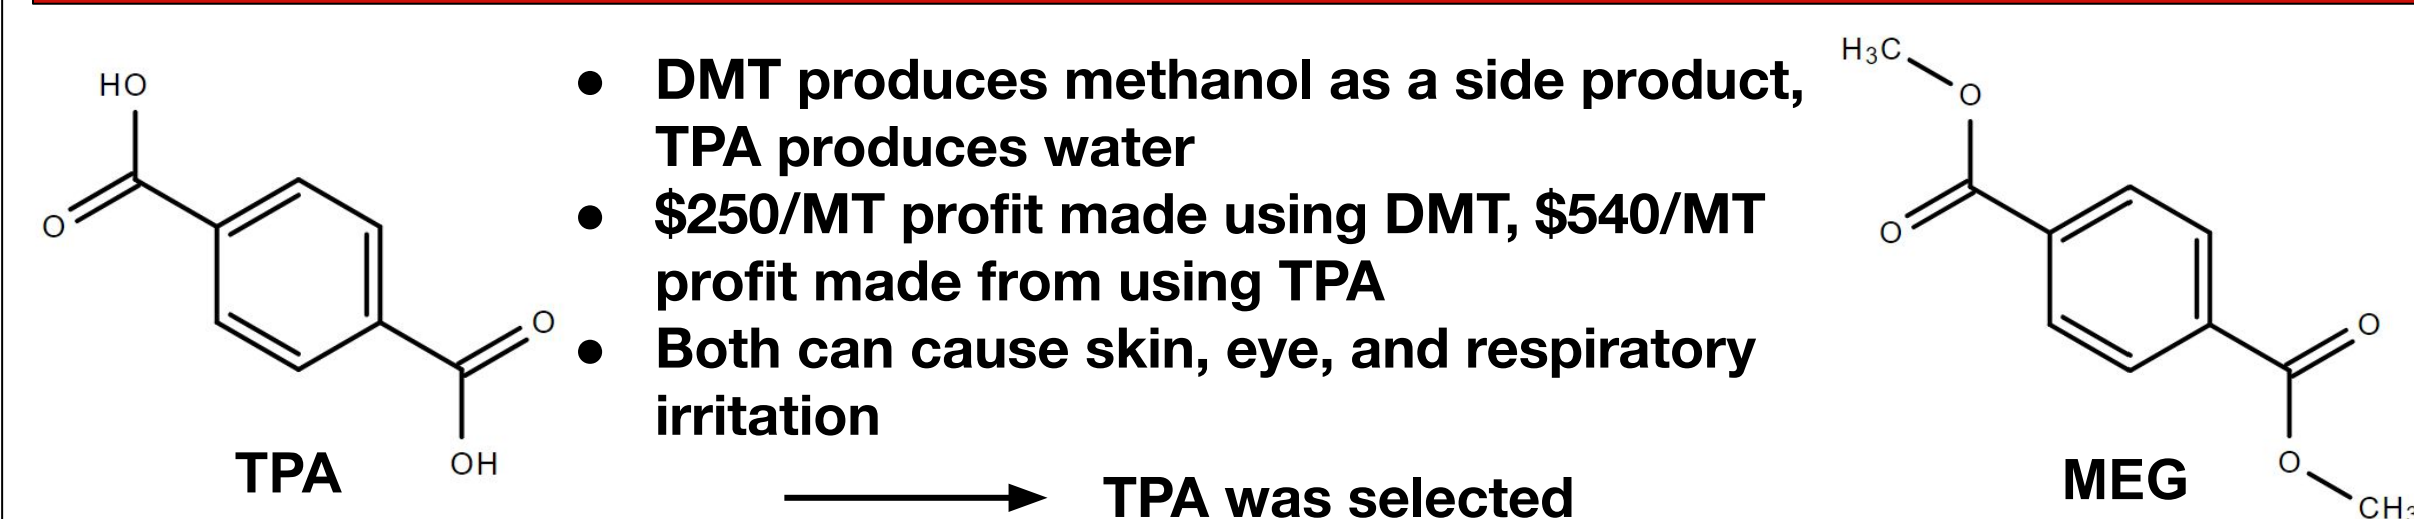 HO
O
O
OH
TPA
● DMT produces methanol as a side product,
TPA produces water
● $250/MT profit made using DMT, $540/MT
profit made from using TPA
● Both can cause skin, eye, and respiratory
irritation
TPA was selected
H₃C
O
O
O
O
CH₃
MEG